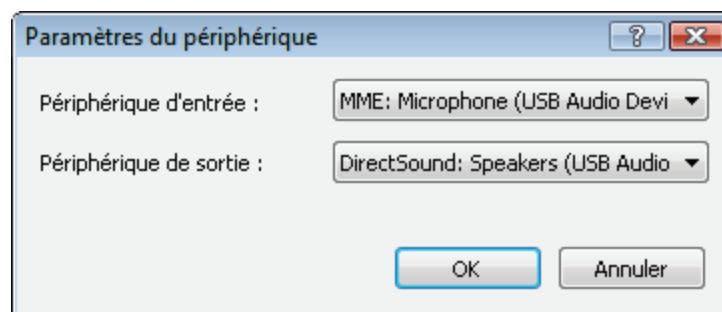 Paramètres du périphérique
Périphérique d'entrée : MME: Microphone (USB Audio Devi
Périphérique de sortie : DirectSound: Speakers (USB Audio
OK Annuler